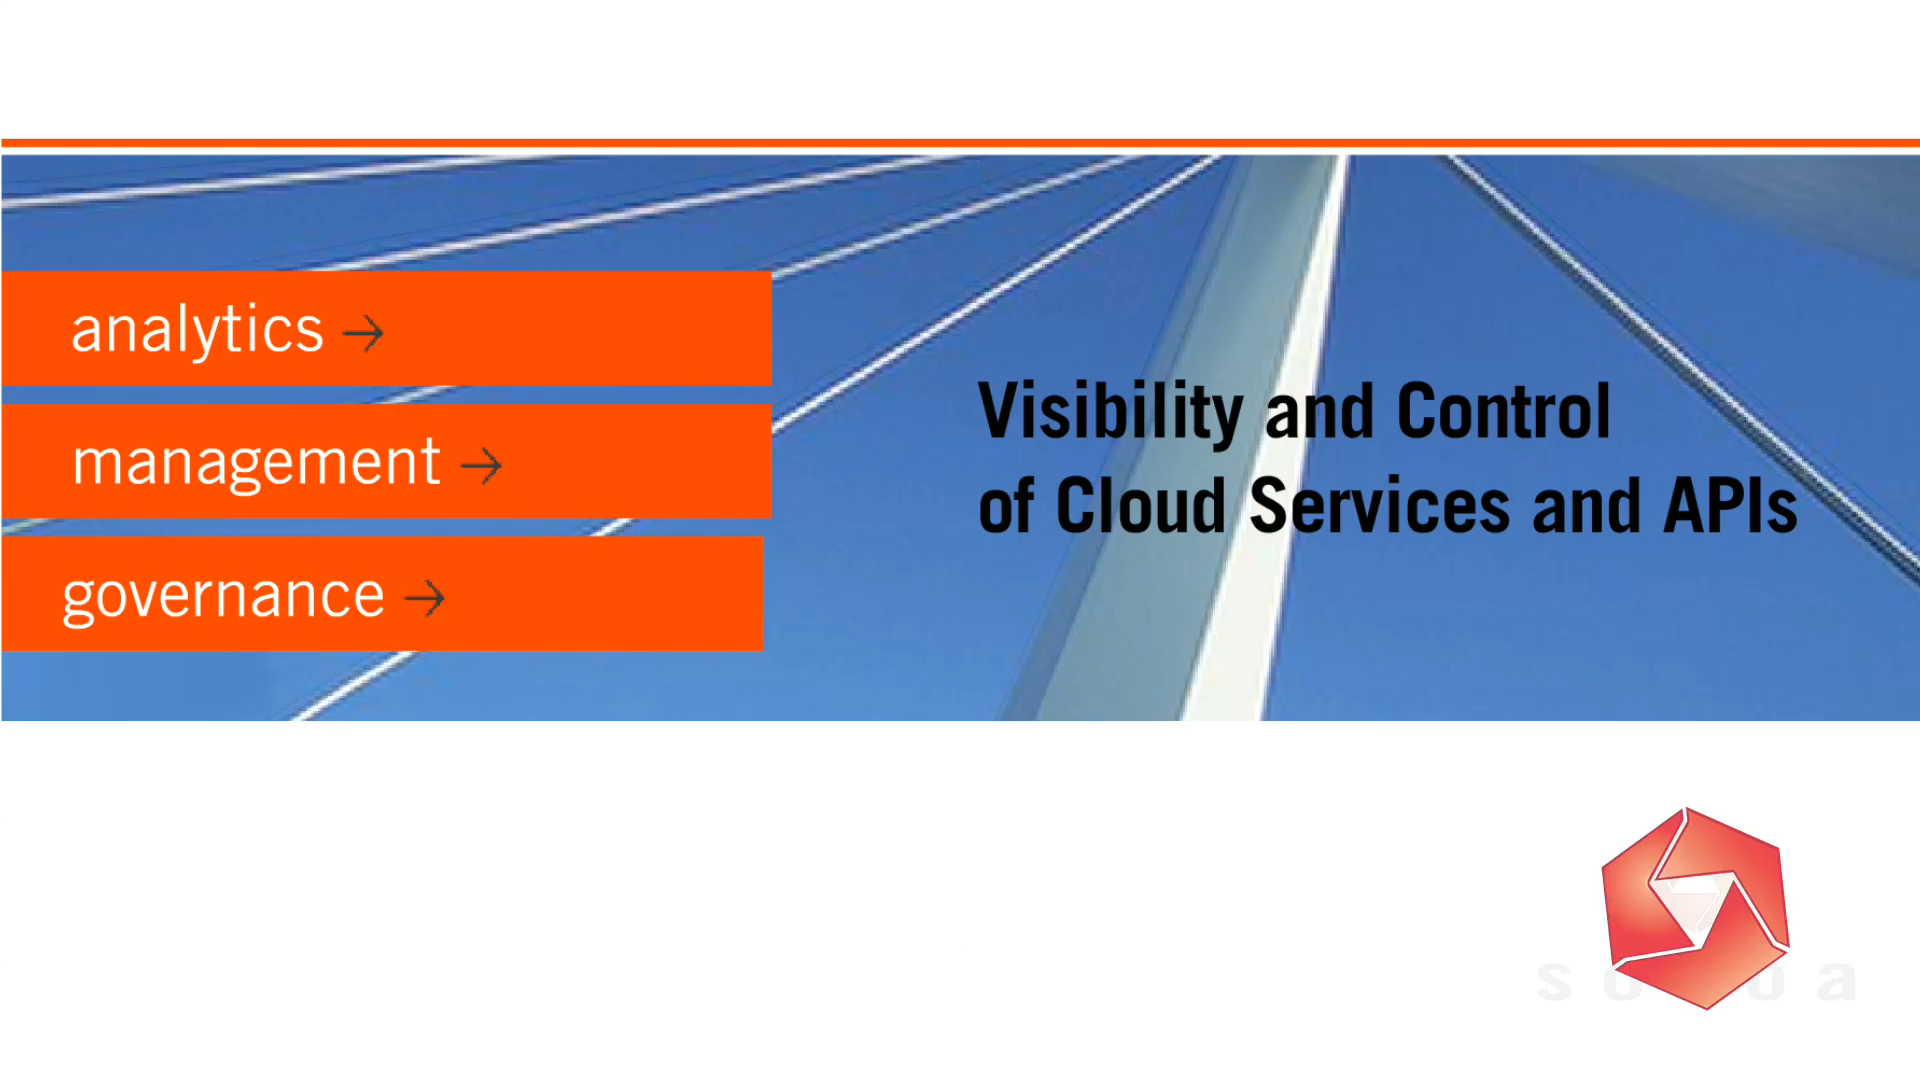 analytics →
management →
governance →
Visibility and Control
of Cloud Services and APIs